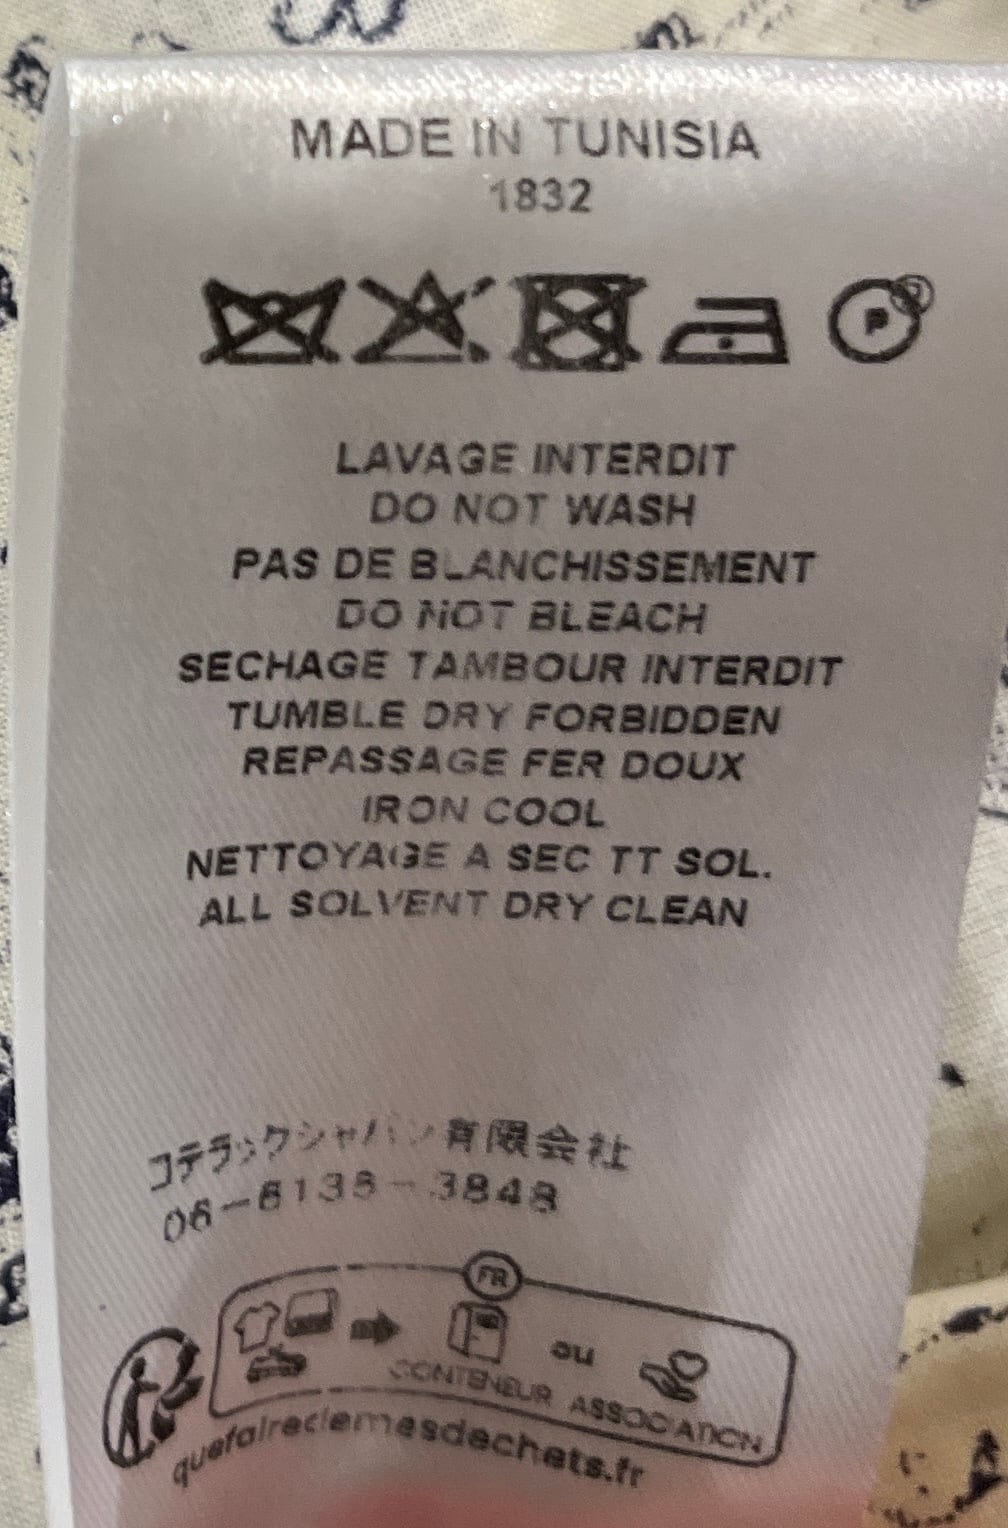 MADE IN TUNISIA
1832
P
LAVAGE INTERDIT
DO NOT WASH
PAS DE BLANCHISSEMENT
DO NOT BLEACH
SECHAGE TAMBOUR INTERDIT
TUMBLE DRY FORBIDDEN
REPASSAGE FER DOUX
IRON COOL
NETTOYAGE A SEC TT SOL.
ALL SOLVENT DRY CLEAN
コテラックジャパン有限会社
06-6136-3848
FR
ou
CONTENEUR ASSOCIATION
quefairedemesdechets.fr